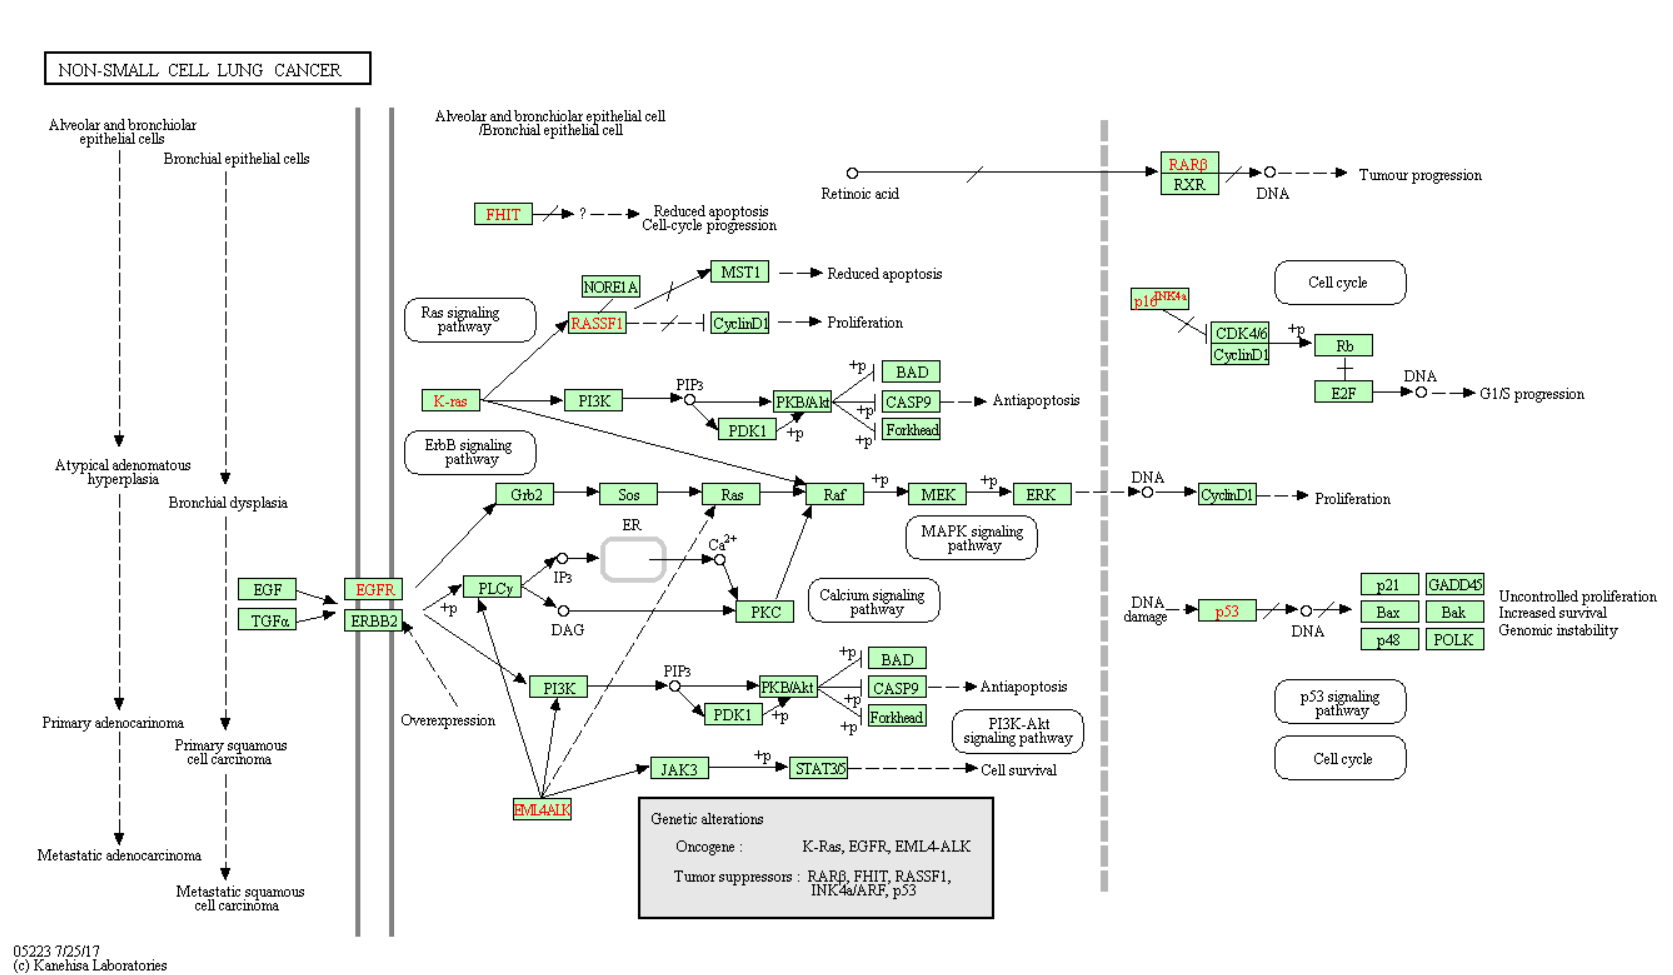 NON-SMALL CELL LUNG CANCER
Alveolar and bronchiolar
epithelial cells
Bronchial epithelial cells
Atypical adenomatous
hyperplasia
Bronchial dysplasia
Primary adenocarinoma
Primary squamous
cell carcinoma
Metastatic adenocarcinoma
Metastatic squamous
cell carcinoma
Alveolar and bronchiolar epithelial cell
/Bronchial epithelial cell
Retinoic acid
RARβ
RXR
DNA
Tumour progression
FHIT
?
Reduced apoptosis
Cell-cycle progression
NORE1A
MST1
Reduced apoptosis
Ras signaling
pathway
RASSF1
CyclinD1
Proliferation
Cell cycle
p16INK4a
CDK4/6
CyclinD1
+p
Rb
E2F
DNA
G1/S progression
K-ras
PI3K
PIP3
PDK1
+p
PKB/Akt
+p
+p
+p
BAD
CASP9
Forkhead
Antiapoptosis
ErbB signaling
pathway
Grb2
Sos
Ras
Raf
+p
MEK
+p
ERK
DNA
CyclinD1
Proliferation
MAPK signaling
pathway
ER
IP3
Ca2+
EGF
TGFα
EGFR
ERBB2
+p
PLCγ
DAG
PKC
Calcium signaling
pathway
DNA
damage
p53
DNA
p21
GADD45
Bax
Bak
p48
POLK
Uncontrolled proliferation
Increased survival
Genomic instability
Overexpression
PI3K
PIP3
PDK1
+p
PKB/Akt
+p
+p
+p
BAD
CASP9
Forkhead
Antiapoptosis
PI3K-Akt
signaling pathway
p53 signaling
pathway
Cell cycle
JAK3
+p
STAT3/5
Cell survival
EML4ALK
Genetic alterations
Oncogene : K-Ras, EGFR, EML4-ALK
Tumor suppressors : RARβ, FHIT, RASSF1,
INK4a/ARF, p53
05223 7/25/17
(c) Kanehisa Laboratories